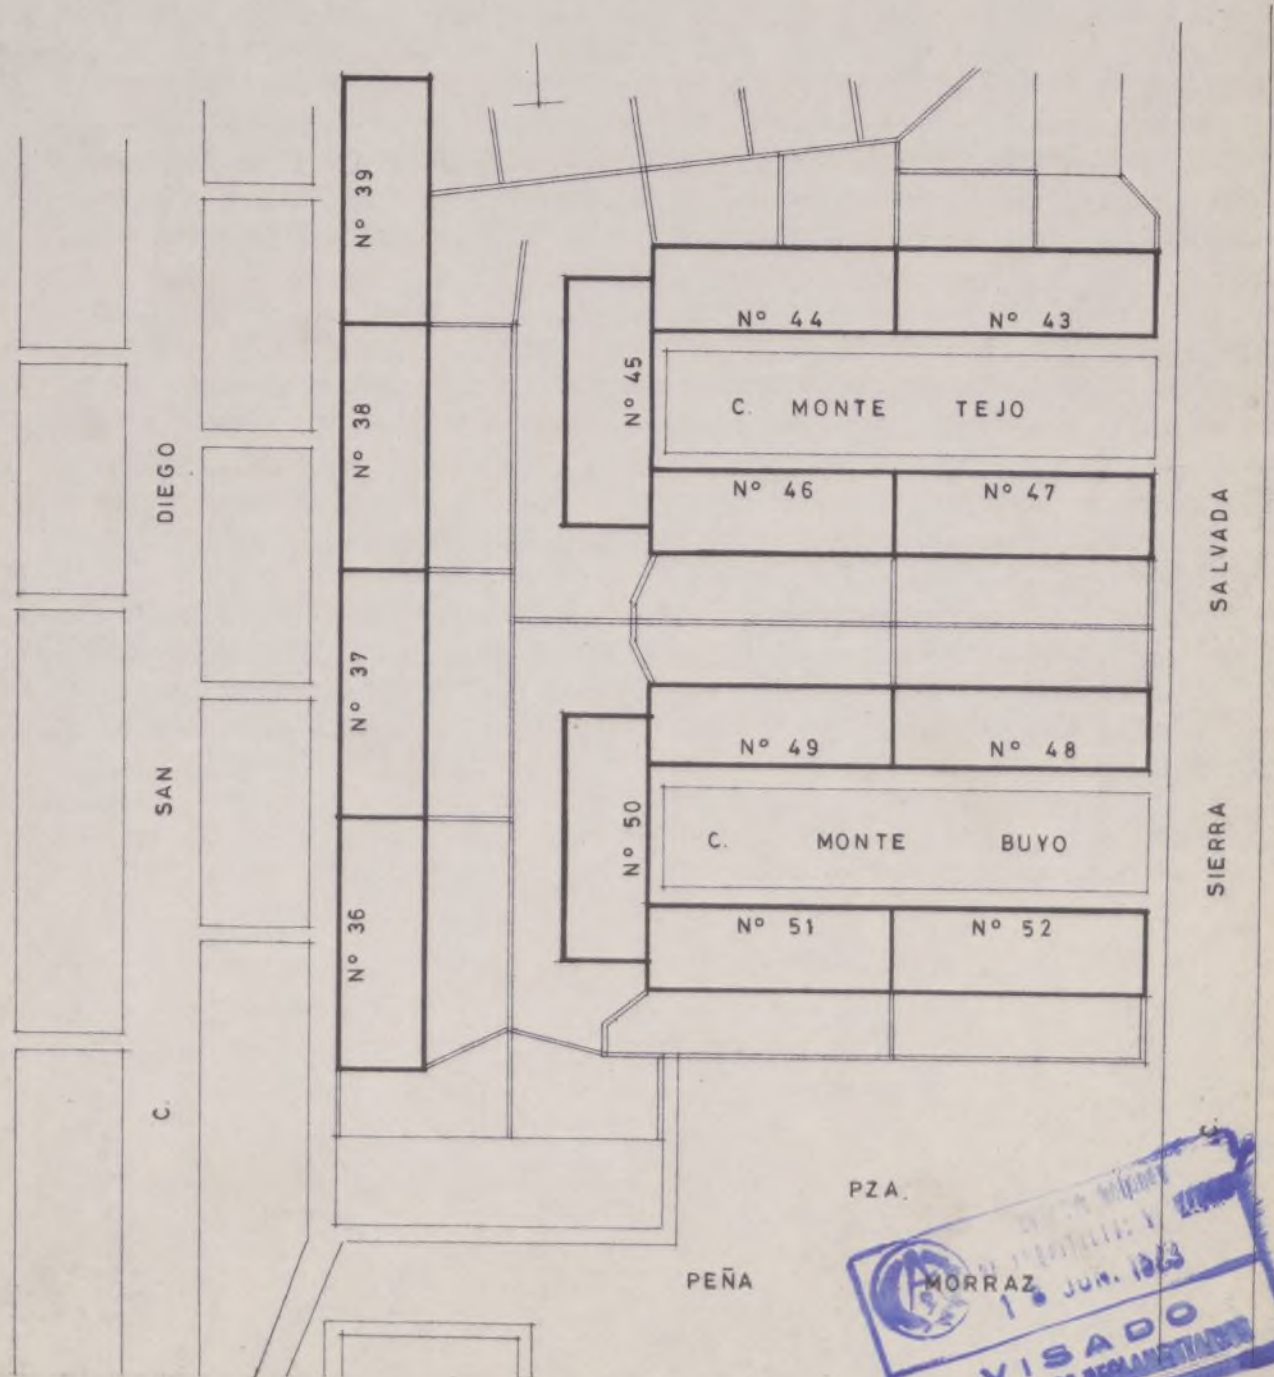 Nº 39
Nº 44
Nº 43
Nº 45
C. MONTE TEJO
Nº 38
Nº 46
Nº 47
C. SAN DIEGO
C. SIERRA SALVADA
Nº 37
Nº 49
Nº 48
Nº 50
C. MONTE BUYO
Nº 36
Nº 51
Nº 52
PZA.
PEÑA MORRAZ
JUN.
VISADO